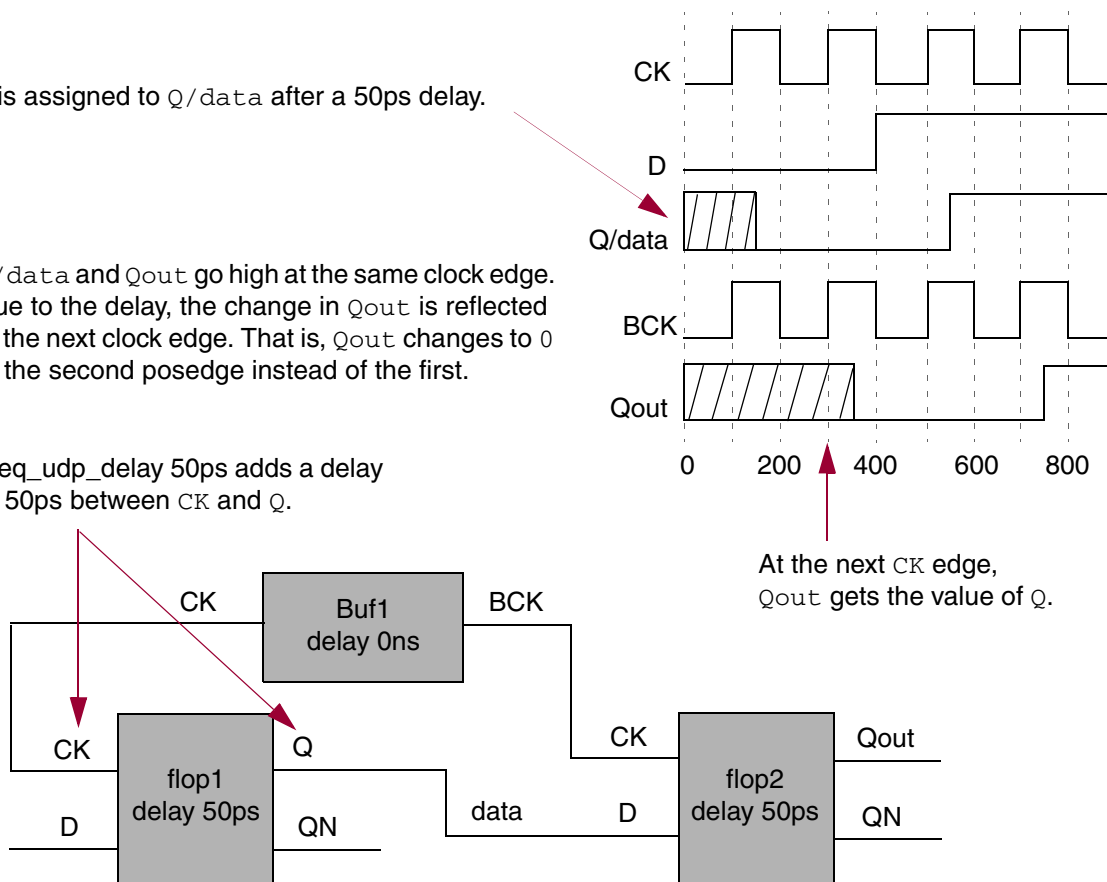 is assigned to Q/data after a 50ps delay.
/data and Qout go high at the same clock edge.
ue to the delay, the change in Qout is reflected
the next clock edge. That is, Qout changes to 0
the second posedge instead of the first.
eq_udp_delay 50ps adds a delay
50ps between CK and Q.
CK
D
Q/data
BCK
Qout
0 200 400 600 800
At the next CK edge,
Qout gets the value of Q.
CK
Buf1
delay 0ns
BCK
CK
Q
flop1
delay 50ps
D
QN
data
CK
D
flop2
delay 50ps
Qout
QN